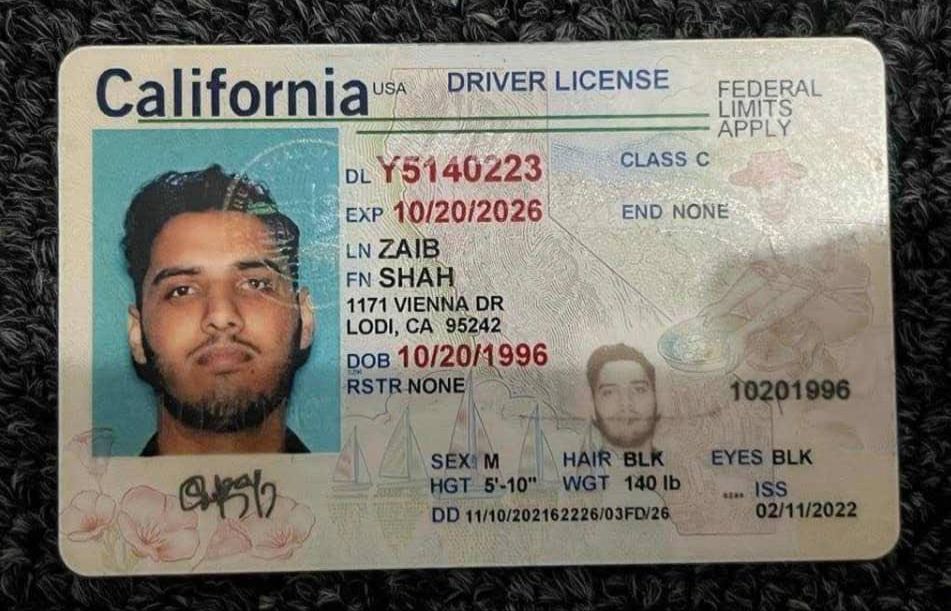 California USA DRIVER LICENSE
FEDERAL
LIMITS
APPLY
DL Y5140223
CLASS C
EXP 10/20/2026
END NONE
LN ZAIB
FN SHAH
1171 VIENNA DR
LODI, CA 95242
DOB 10/20/1996
RSTR NONE
10201996
SEX M HAIR BLK EYES BLK
HGT 5'-10" WGT 140 lb
ISS
DD 11/10/202162226/03FD/26
02/11/2022